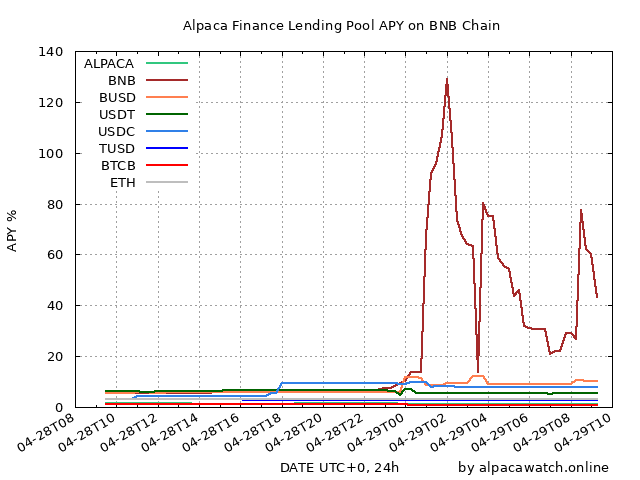 Alpaca Finance Lending Pool APY on BNB Chain
140
120
100
80
60
40
20
0
APY %
ALPACA
BNB
BUSD
USDT
USDC
TUSD
BTCB
ETH
04-28T08
04-28T10
04-28T12
04-28T14
04-28T16
04-28T18
04-28T20
04-28T22
04-29T00
04-29T02
04-29T04
04-29T06
04-29T08
04-29T10
DATE UTC+0, 24h
by alpacawatch.online